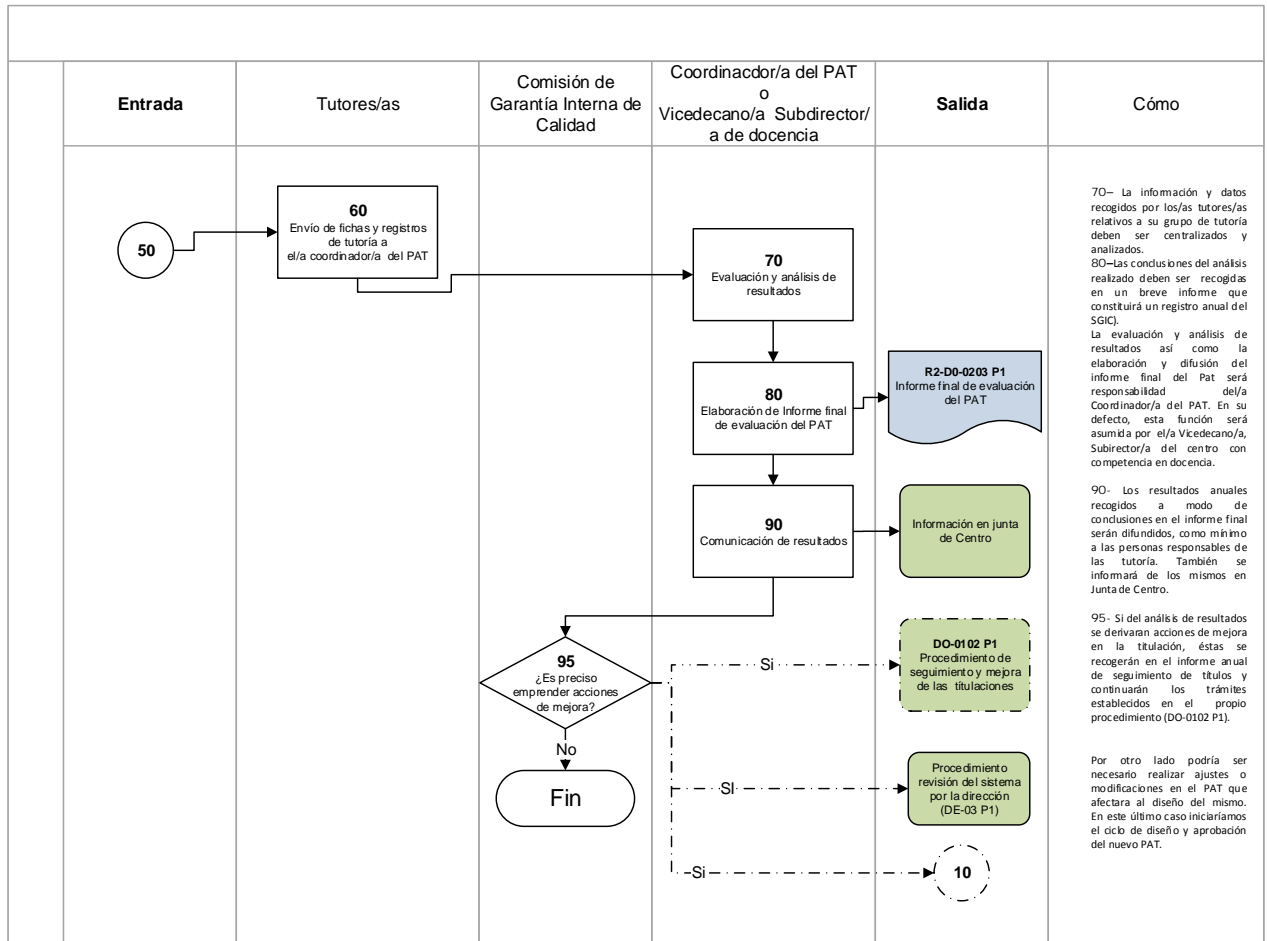 Entrada
Tutores/as
Comisión de
Garantía Interna de
Calidad
Coordinacdor/a del PAT
o
Vicedecano/a Subdirector/
a de docencia
Salida
Cómo
50
60
Envío de fichas y registros
de tutoría a
el/a coordinador/a del PAT
70
Evaluación y análisis de
resultados
80
Elaboración de Informe final
de evaluación del PAT
R2-D0-0203 P1
Informe final de evaluación
del PAT
90
Comunicación de resultados
Información en junta
de Centro
95
¿Es preciso
emprender acciones
de mejora?
No
Fin
Si
DO-0102 P1
Procedimiento de
seguimiento y mejora
de las títulaciones
SI
Procedimiento
revisión del sistema
por la dirección
(DE-03 P1)
Si
10
70– La información y datos
recogidos por los/as tutores/as
relativos a su grupo de tutoría
deben ser centralizados y
analizados.
80–Las conclusiones del análisis
realizado deben ser recogidas
en un breve informe que
constituirá un registro anual del
SGIC).
La evaluación y análisis de
resultados así como la
elaboración y difusión del
informe final del Pat será
responsabilidad del/a
Coordinador/a del PAT. En su
defecto, esta función será
asumida por el/a Vicedecano/a,
Subirector/a del centro con
competencia en docencia.
90- Los resultados anuales
recogidos a modo de
conclusiones en el informe final
serán difundidos, como mínimo
a las personas responsables de
las tutoría. También se
informará de los mismos en
Junta de Centro.
95- Si del análisis de resultados
se derivaran acciones de mejora
en la titulación, éstas se
recogerán en el informe anual
de seguimiento de títulos y
continuarán los trámites
establecidos en el propio
procedimiento (DO-0102 P1).
Por otro lado podría ser
necesario realizar ajustes o
modificaciones en el PAT que
afectara al diseño del mismo.
En este último caso iniciaríamos
el ciclo de diseño y aprobación
del nuevo PAT.